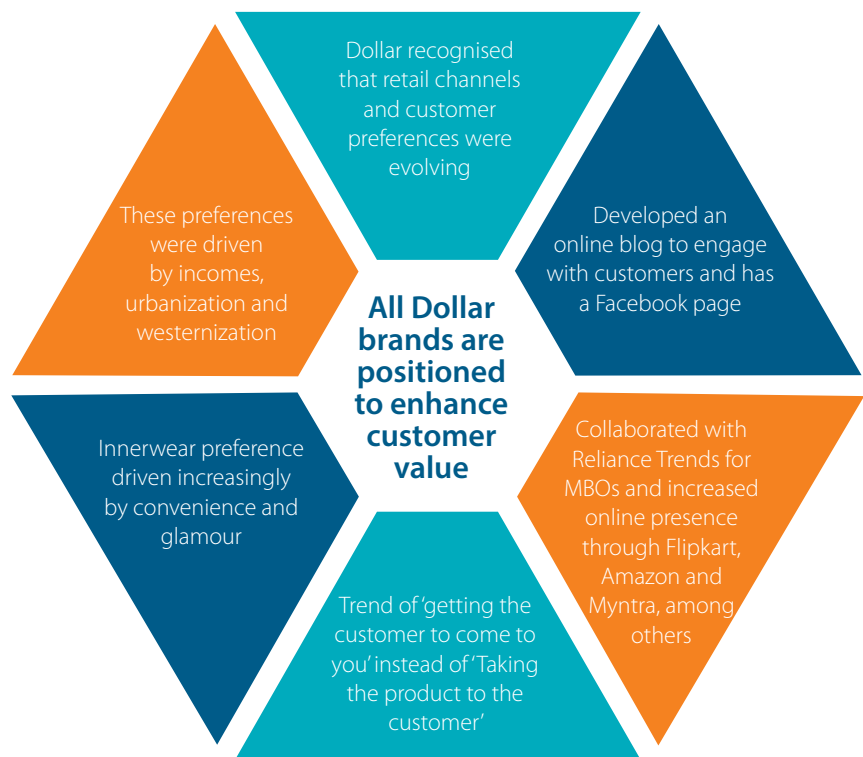 Dollar recognised
that retail channels
and customer
preferences were
evolving
These preferences
were driven
by incomes,
urbanization and
westernization
Developed an
online blog to engage
with customers and has
a Facebook page
All Dollar
brands are
positioned
to enhance
customer
value
Innerwear preference
driven increasingly
by convenience and
glamour
Collaborated with
Reliance Trends for
MBOs and increased
online presence
through Flipkart,
Amazon and
Myntra, among
others
Trend of ‘getting the
customer to come to
you’ instead of ‘Taking
the product to the
customer’